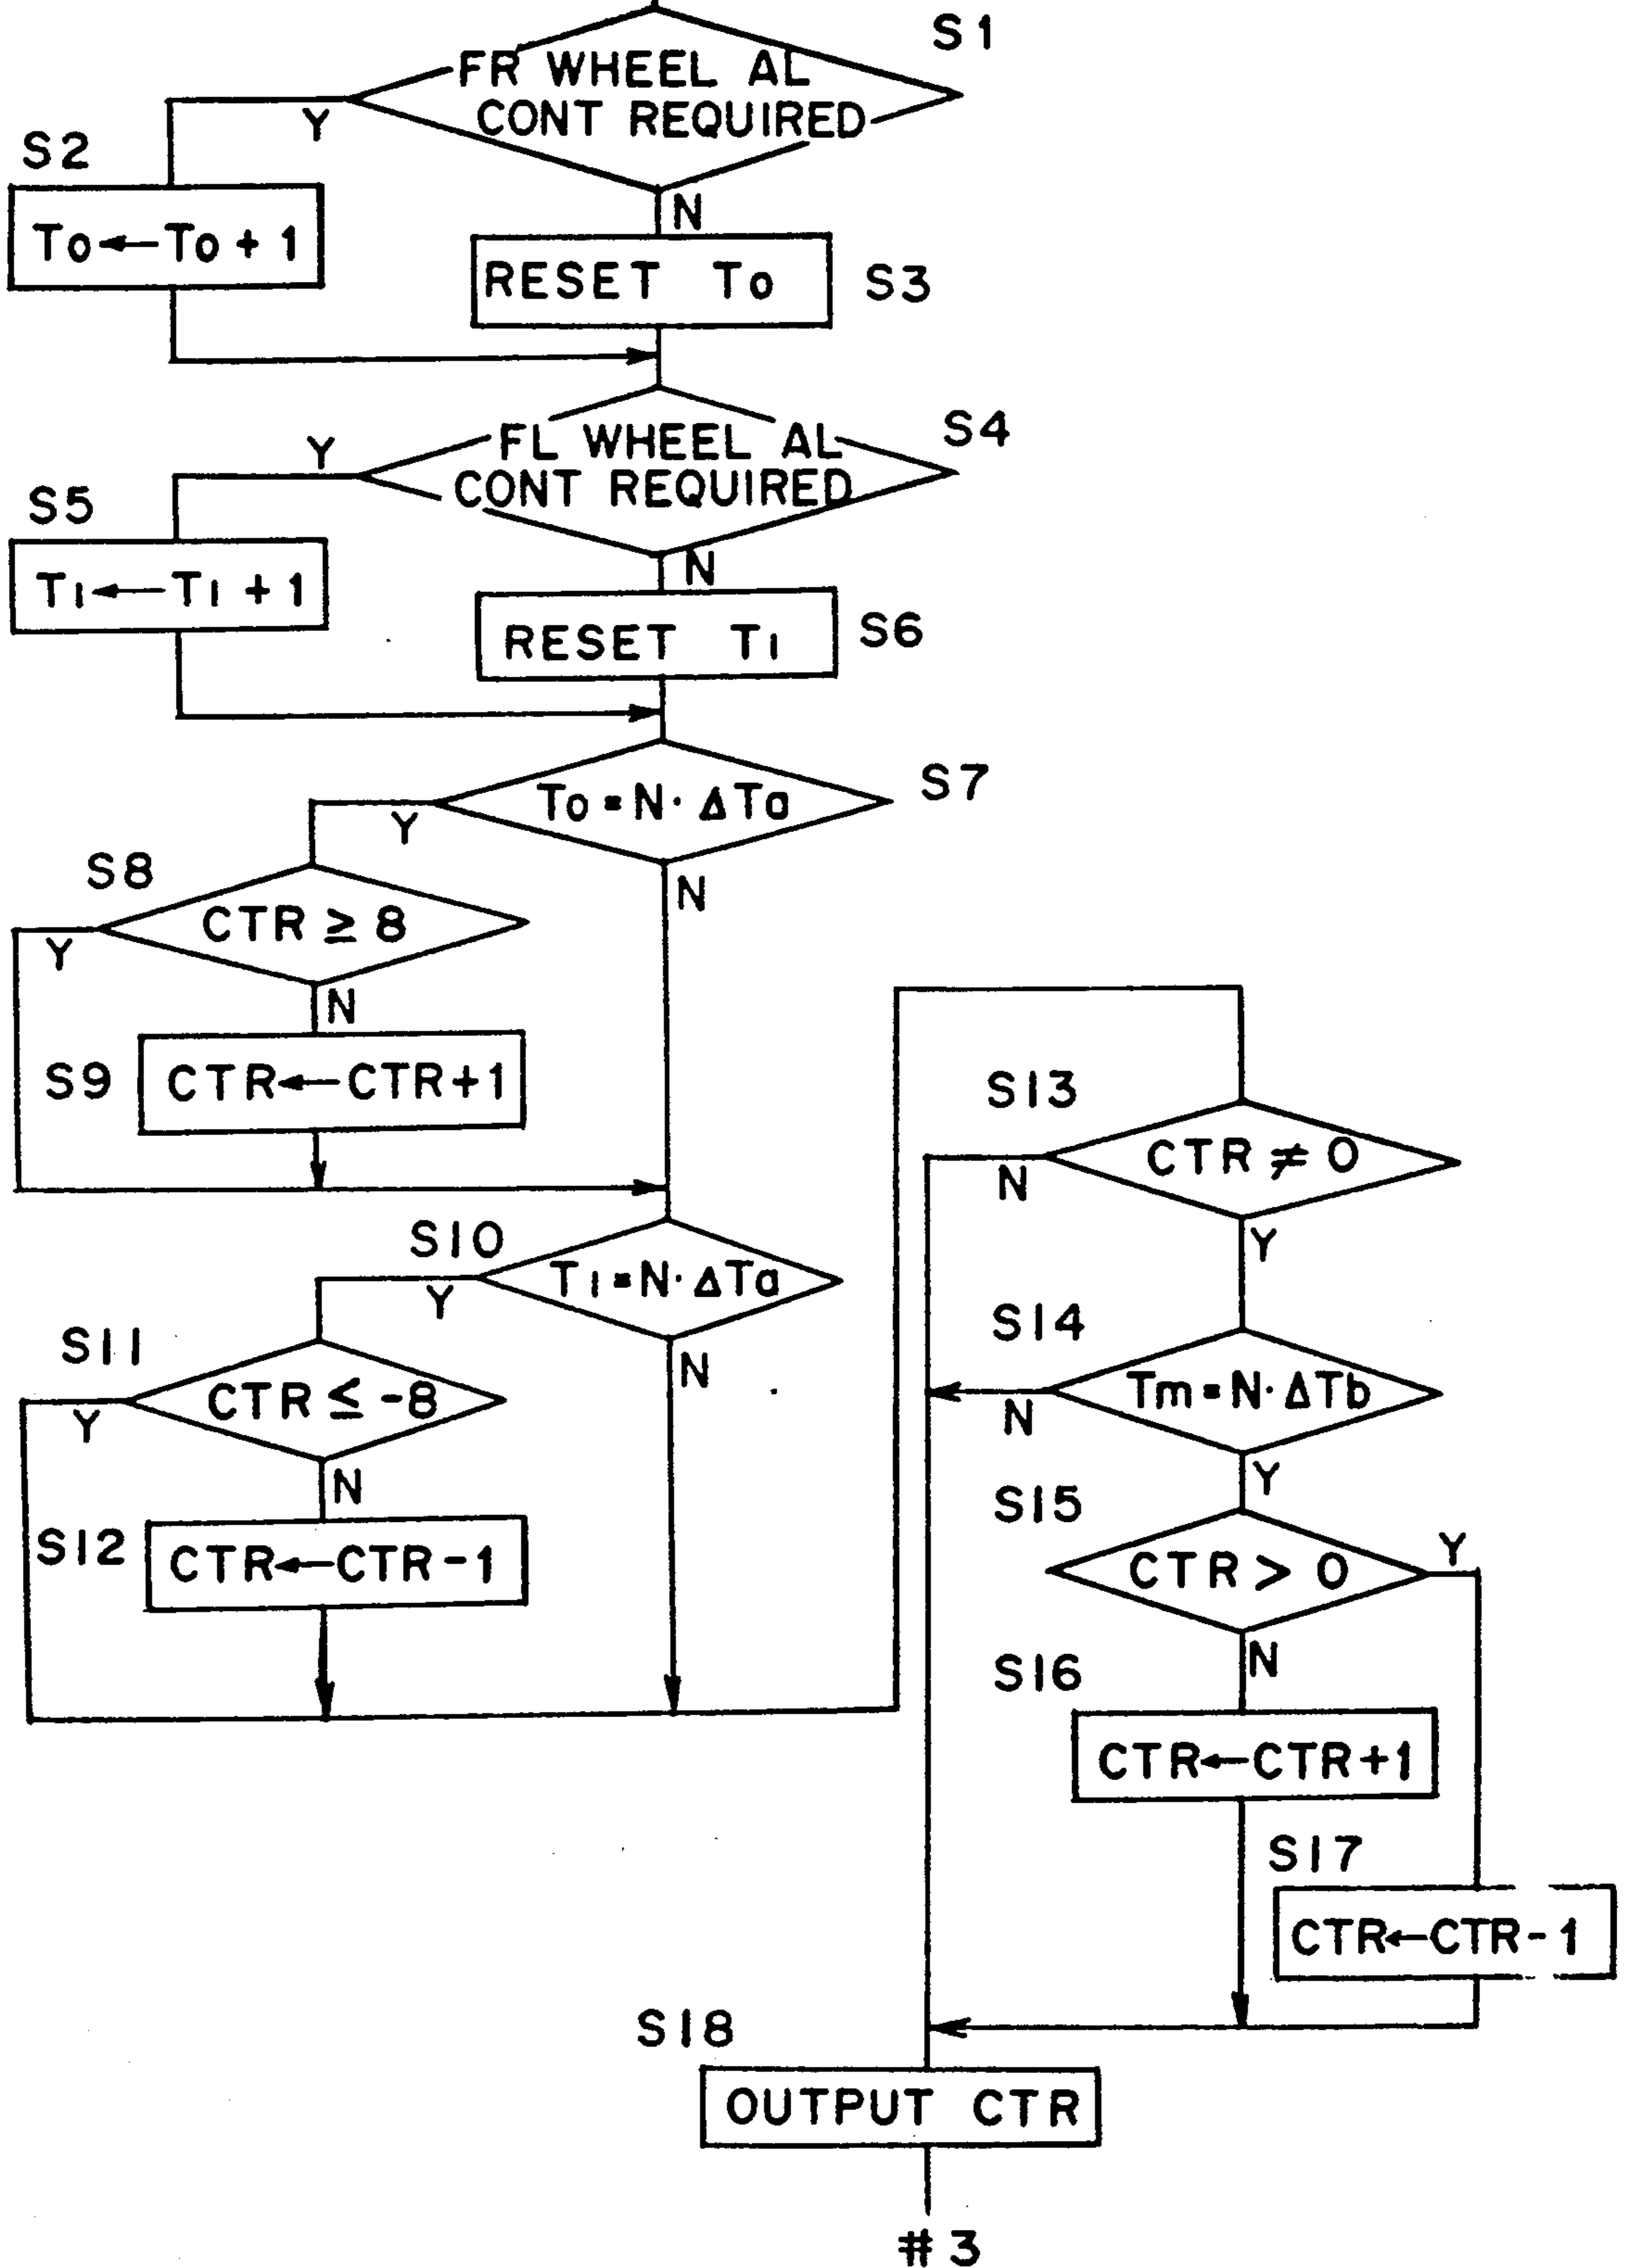 S1
FR WHEEL AL
CONT REQUIRED
Y
S2
N
To←To+1
RESET To
S3
S4
FL WHEEL AL
CONT REQUIRED
Y
S5
N
T1←T1+1
RESET T1
S6
S7
To=N·ΔTa
Y
S8
N
CTR ≥ 8
Y
N
S9
CTR←CTR+1
S13
CTR ≠ 0
N
S10
Y
T1=N·ΔTa
Y
S14
S11
N
CTR ≤ -8
Tm=N·ΔTb
Y
N
N
Y
S15
S12
CTR←CTR-1
CTR > 0
Y
N
S16
CTR←CTR+1
S17
CTR←CTR-1
S18
OUTPUT CTR
#3